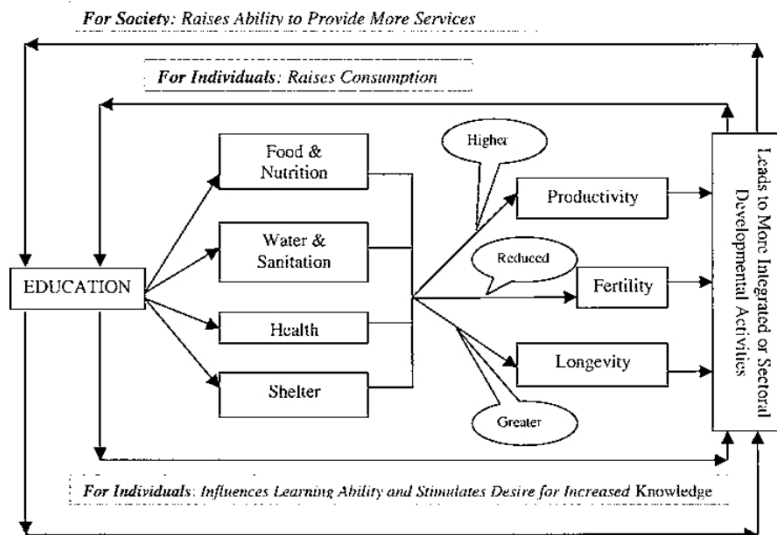 For Society: Raises Ability to Provide More Services
For Individuals: Raises Consumption
Food &
Nutrition
Higher
Productivity
Water &
Sanitation
Reduced
EDUCATION
Fertility
Health
Longevity
Shelter
Greater
Leads to More Integrated or Sectoral
Developmental Activities
For Individuals: Influences Learning Ability and Stimulates Desire for Increased Knowledge